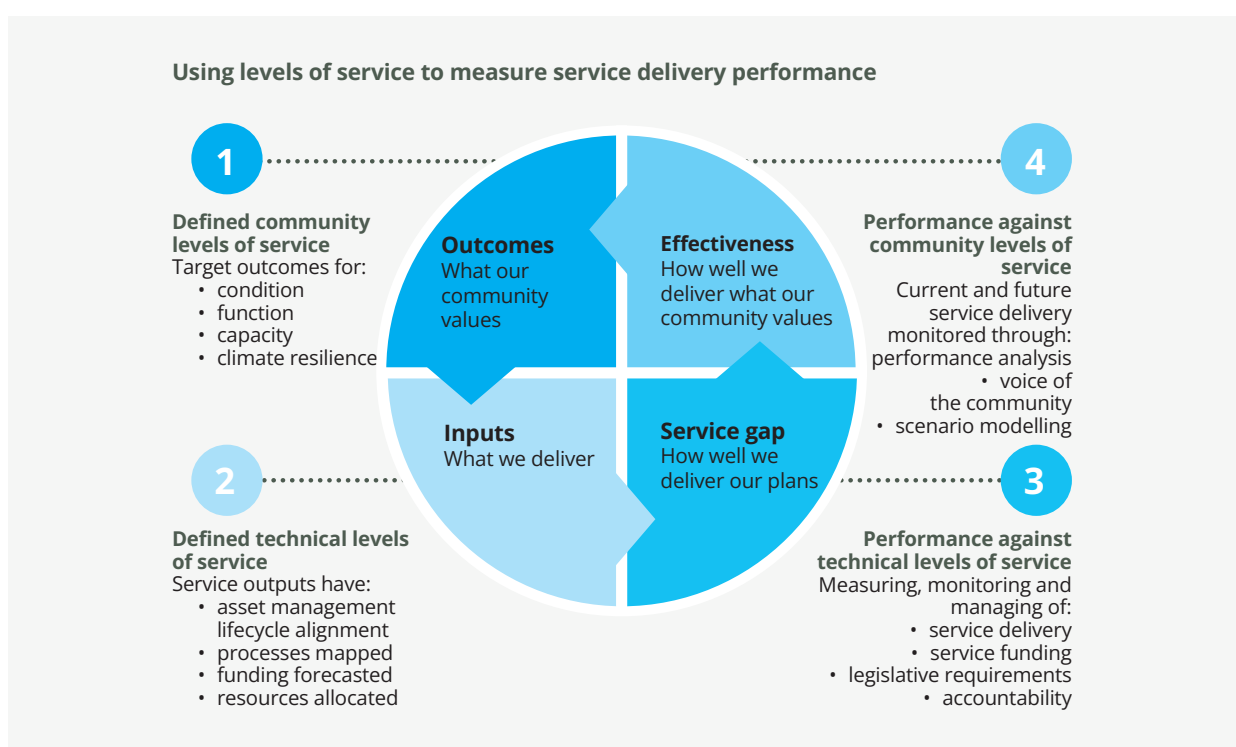 Using levels of service to measure service delivery performance
1
Defined community
levels of service
Target outcomes for:
• condition
• function
• capacity
• climate resilience
Outcomes
What our
community
values
Effectiveness
How well we
deliver what our
community values
4
Performance against
community levels of
service
Current and future
service delivery
monitored through:
performance analysis
• voice of
the community
• scenario modelling
2
Defined technical levels
of service
Service outputs have:
• asset management
lifecycle alignment
• processes mapped
• funding forecasted
• resources allocated
Inputs
What we deliver
Service gap
How well we
deliver our plans
3
Performance against
technical levels of service
Measuring, monitoring and
managing of:
• service delivery
• service funding
• legislative requirements
• accountability